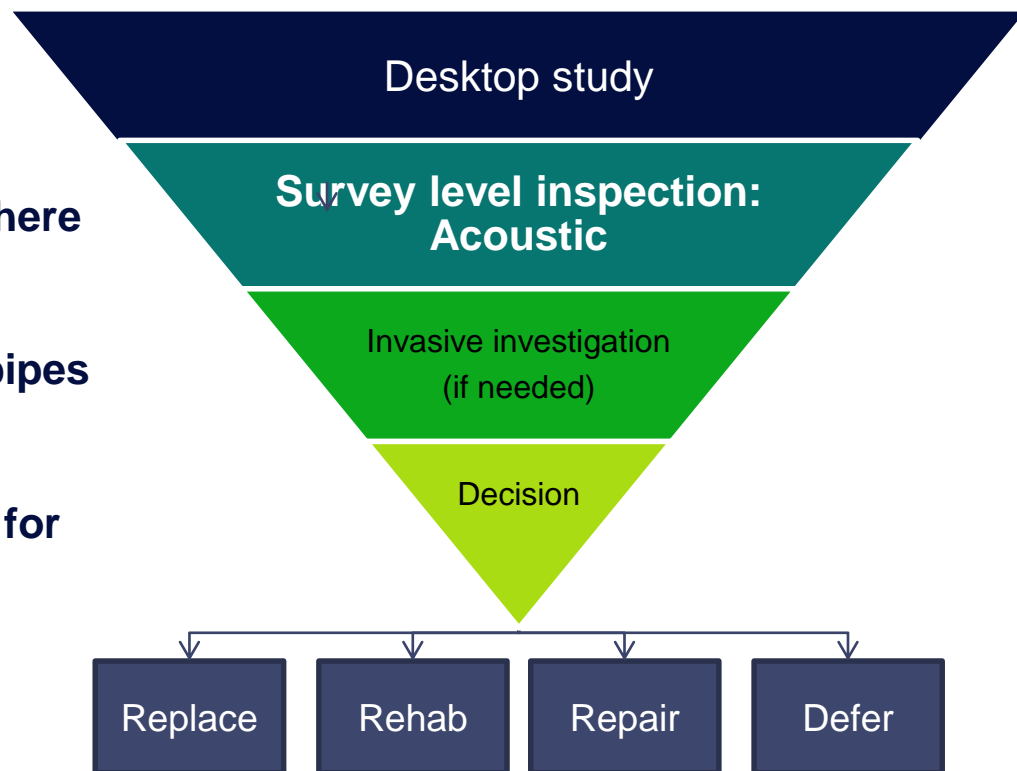 Desktop study
Survey level inspection:
Acoustic
here
Invasive investigation
(if needed)
pipes
Decision
for
Replace
Rehab
Repair
Defer